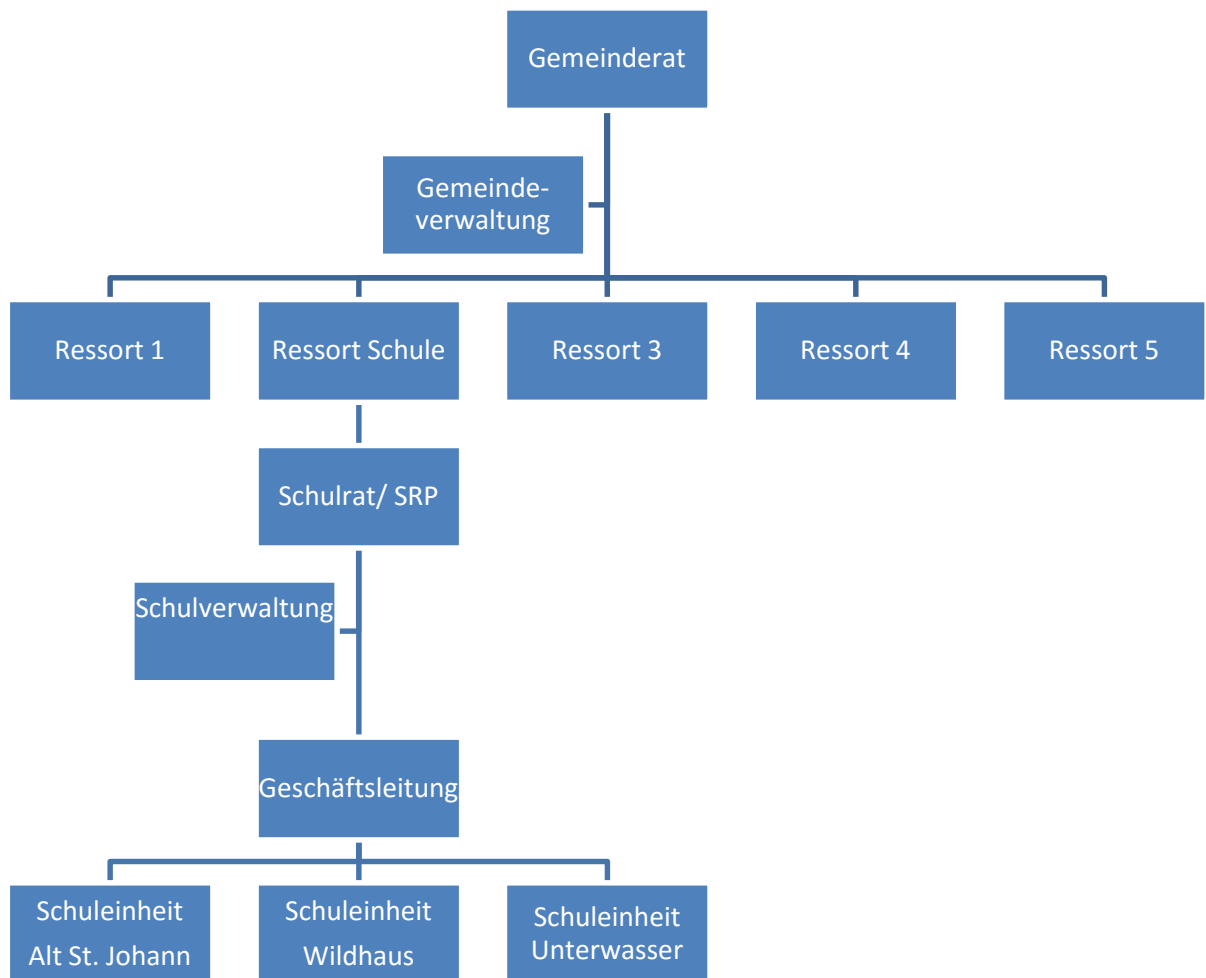 Gemeinderat
Gemeinde-
verwaltung
Ressort 1
Ressort Schule
Ressort 3
Ressort 4
Ressort 5
Schulrat/ SRP
Schulverwaltung
Geschäftsleitung
Schuleinheit
Alt St. Johann
Schuleinheit
Wildhaus
Schuleinheit
Unterwasser